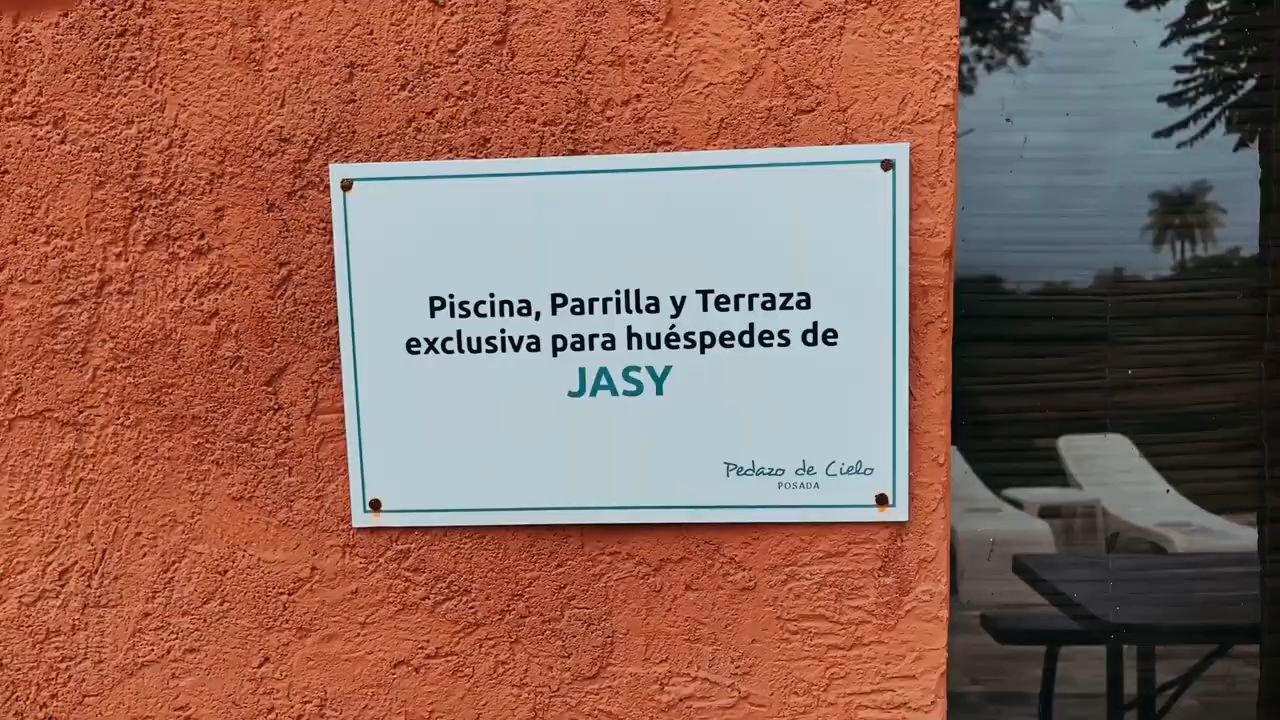 Piscina, Parrilla y Terraza
exclusiva para huéspedes de
JASY
Pedazo de Cielo
POSADA